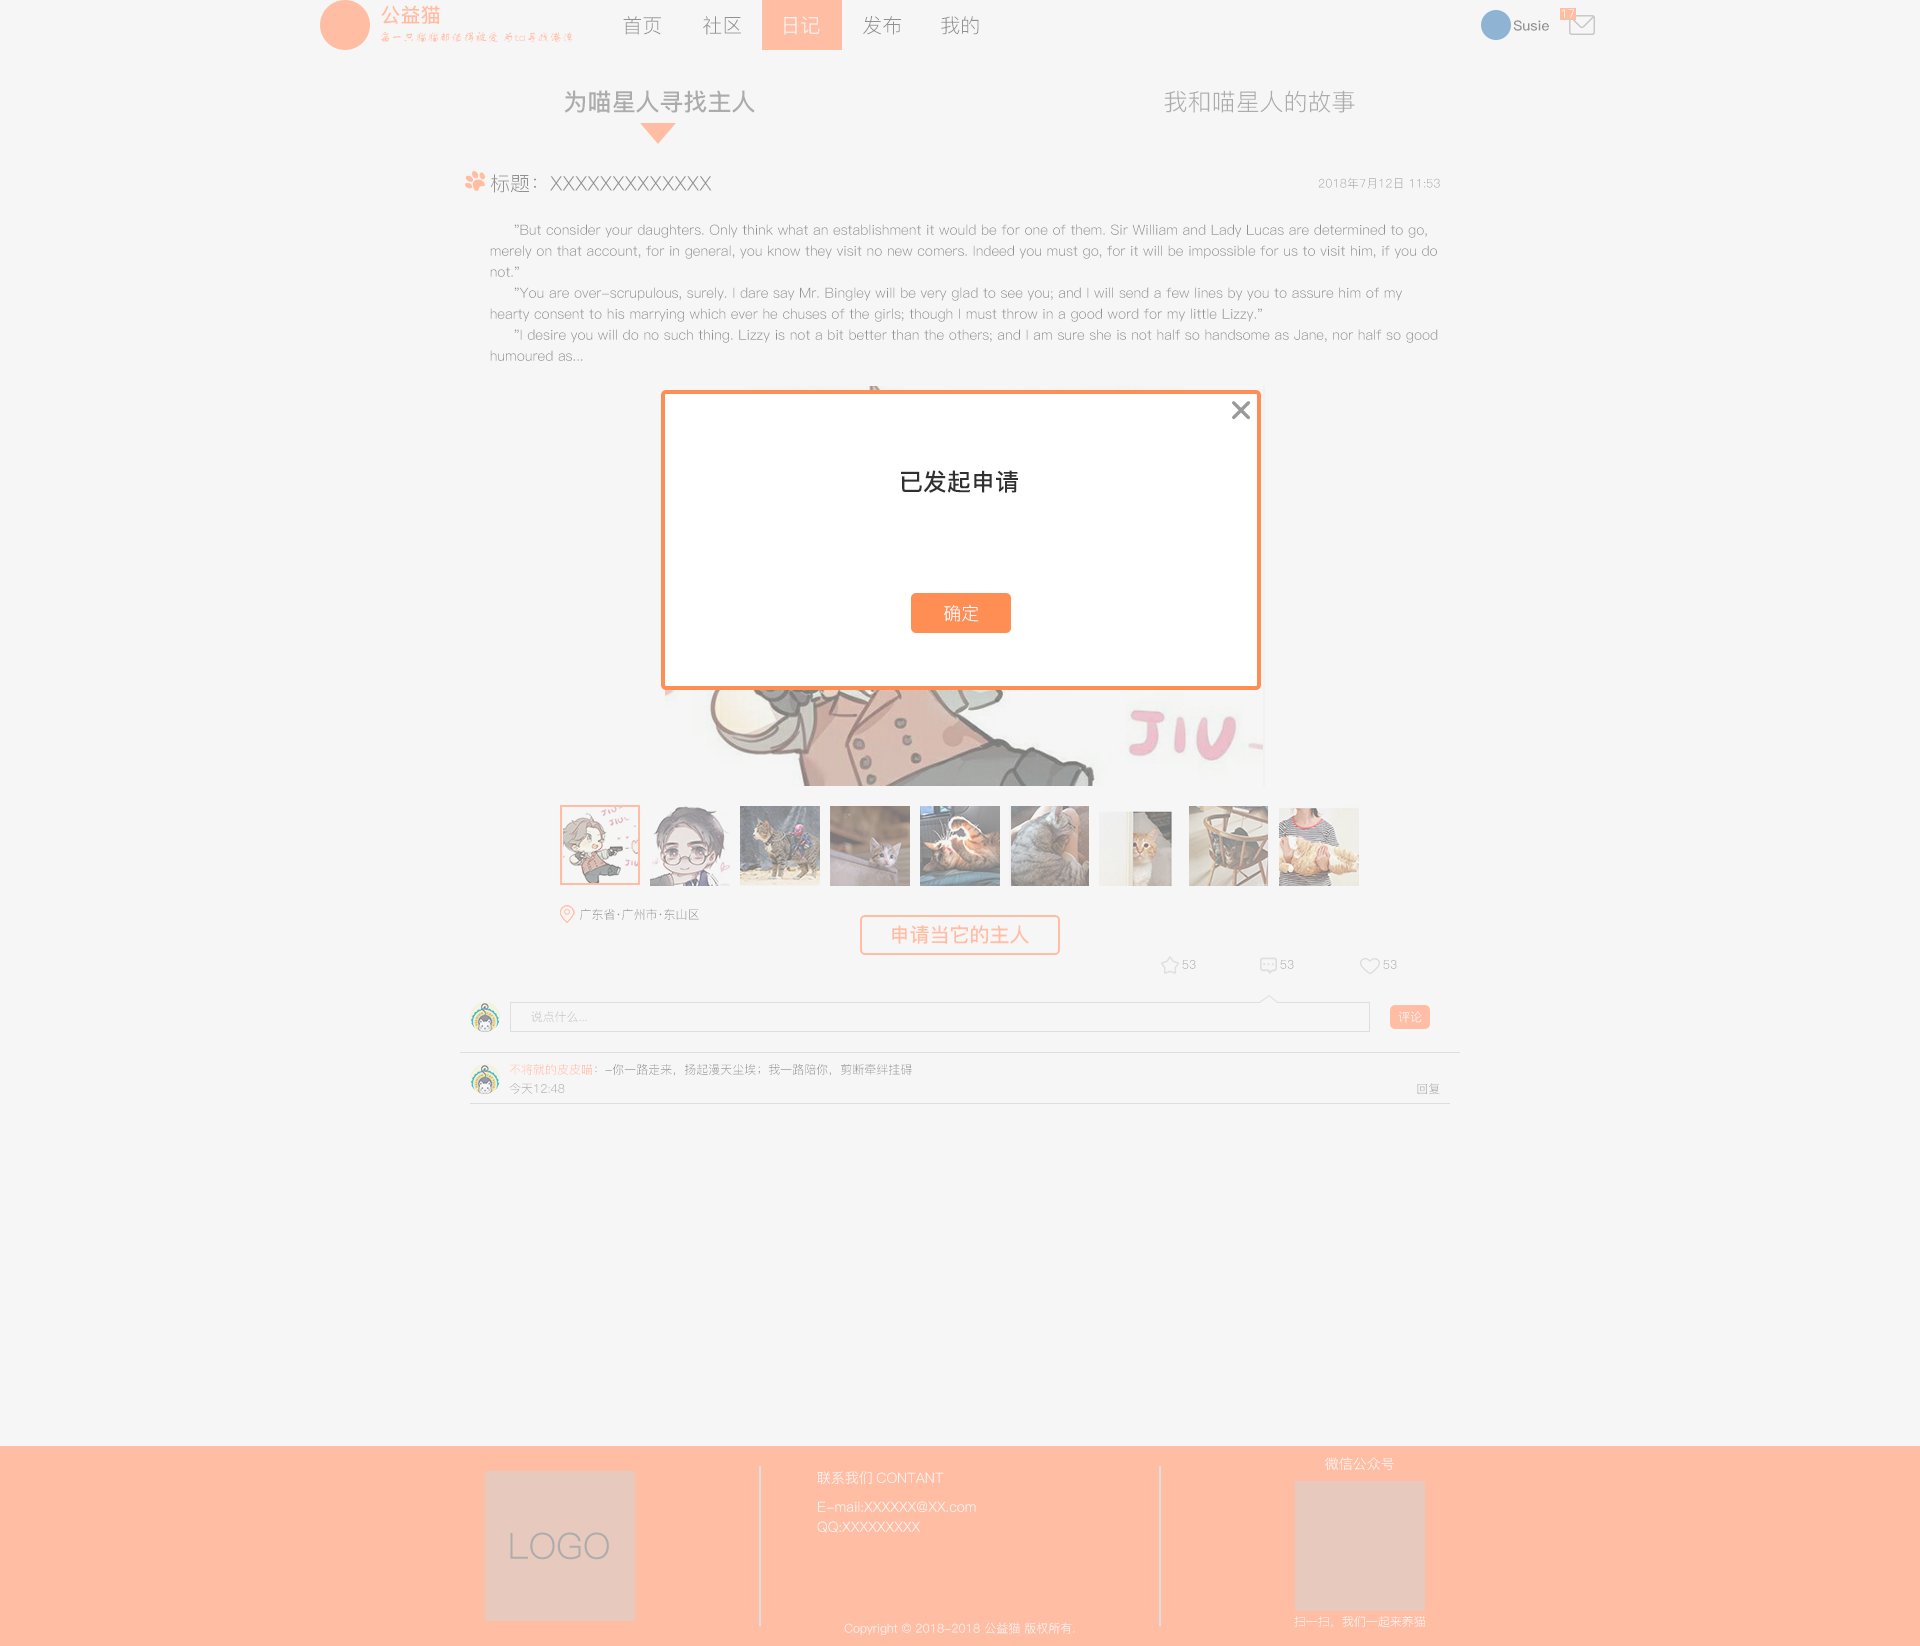 公益猫
每一只猫猫都值得被爱 为ta寻找港湾
首页 社区 日记 发布 我的
Susie 17
为喵星人寻找主人
我和喵星人的故事
标题：XXXXXXXXXXXXX
2018年7月12日 11:53
"But consider your daughters. Only think what an establishment it would be for one of them. Sir William and Lady Lucas are determined to go,
merely on that account, for in general, you know they visit no new comers. Indeed you must go, for it will be impossible for us to visit him, if you do
not."
"You are over-scrupulous, surely. I dare say Mr. Bingley will be very glad to see you; and I will send a few lines by you to assure him of my
hearty consent to his marrying which ever he chuses of the girls; though I must throw in a good word for my little Lizzy."
"I desire you will do no such thing. Lizzy is not a bit better than the others; and I am sure she is not half so handsome as Jane, nor half so good
humoured as...
已发起申请
确定
JIU
JIU
JIU
广东省·广州市·东山区
申请当它的主人
53 53 53
说点什么...
评论
不将就的皮皮喵：-你一路走来，扬起漫天尘埃；我一路陪你，剪断牵绊挂碍
今天12:48
回复
LOGO
联系我们 CONTANT
E-mail:XXXXXX@XX.com
QQ:XXXXXXXXX
微信公众号
扫一扫，我们一起来养猫
Copyright © 2018-2018 公益猫 版权所有.